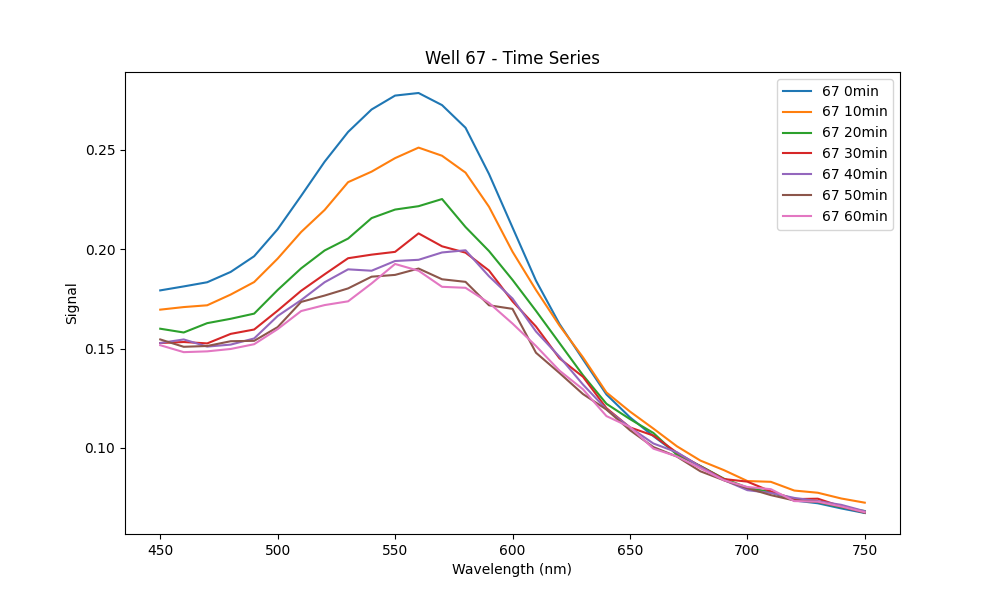 Well 67 - Time Series
Signal
0.25
0.20
0.15
0.10
450
500
550
600
650
700
750
Wavelength (nm)
67 0min
67 10min
67 20min
67 30min
67 40min
67 50min
67 60min